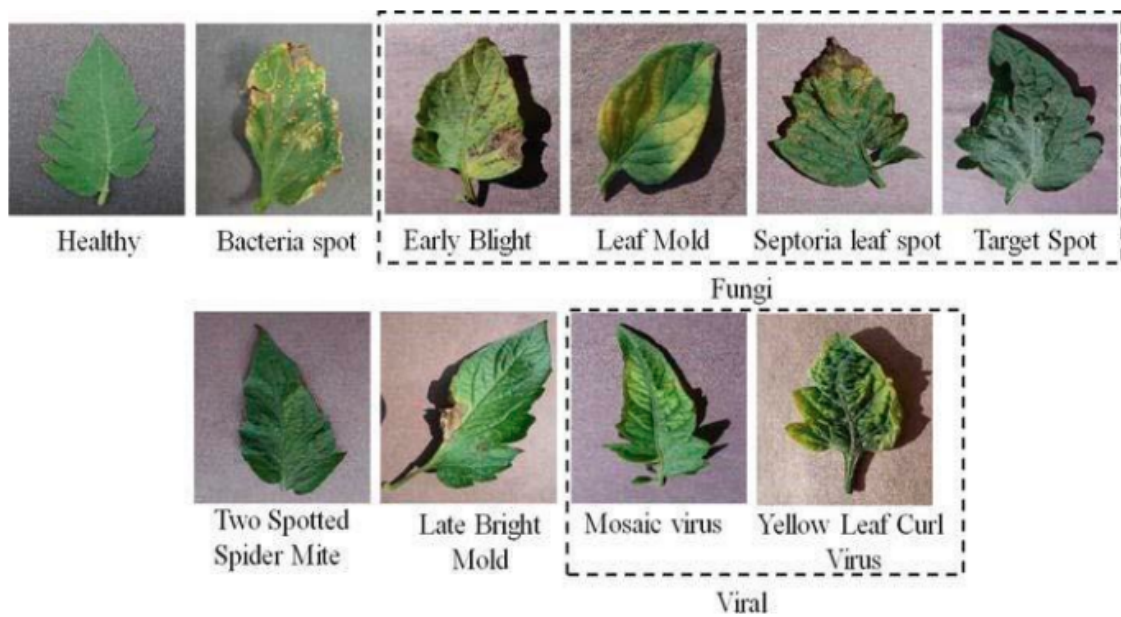 Healthy
Bacteria spot
Early Blight
Leaf Mold
Septoria leaf spot
Target Spot
Fungi
Two Spotted
Spider Mite
Late Bright
Mold
Mosaic virus
Yellow Leaf Curl
Virus
Viral